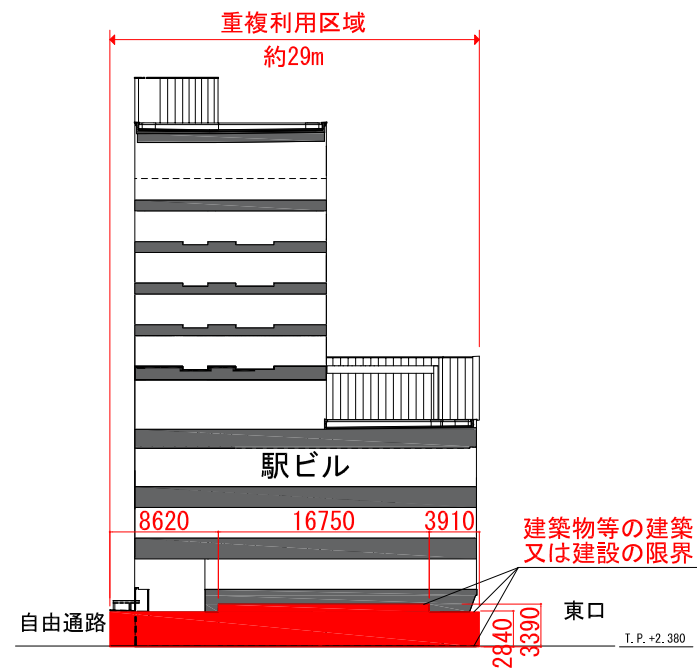 重複利用区域
約29m
駅ビル
8620
16750
3910
建築物等の建築
又は建設の限界
自由通路
東口
2840
3390
T.P.+2.380